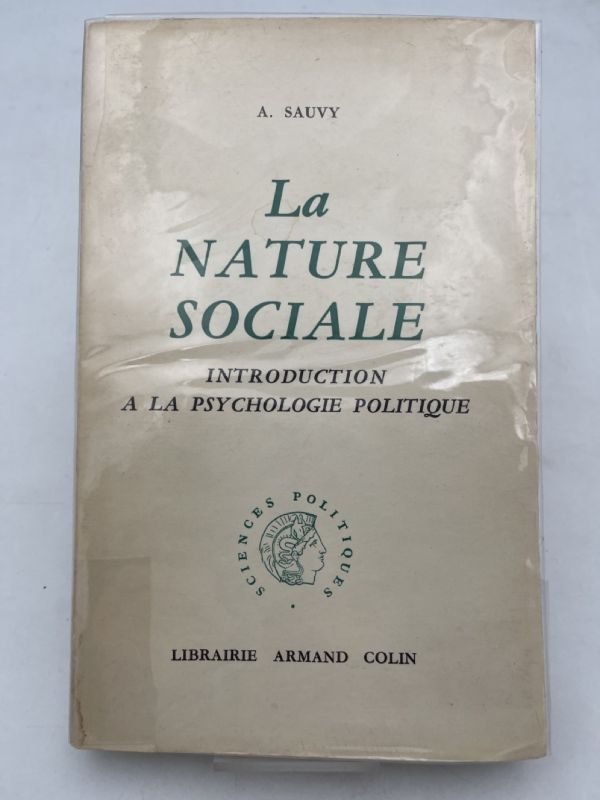 A. SAUVY
La
NATURE
SOCIALE
INTRODUCTION
A LA PSYCHOLOGIE POLITIQUE
SCIENCES POLITIQUES
LIBRAIRIE ARMAND COLIN